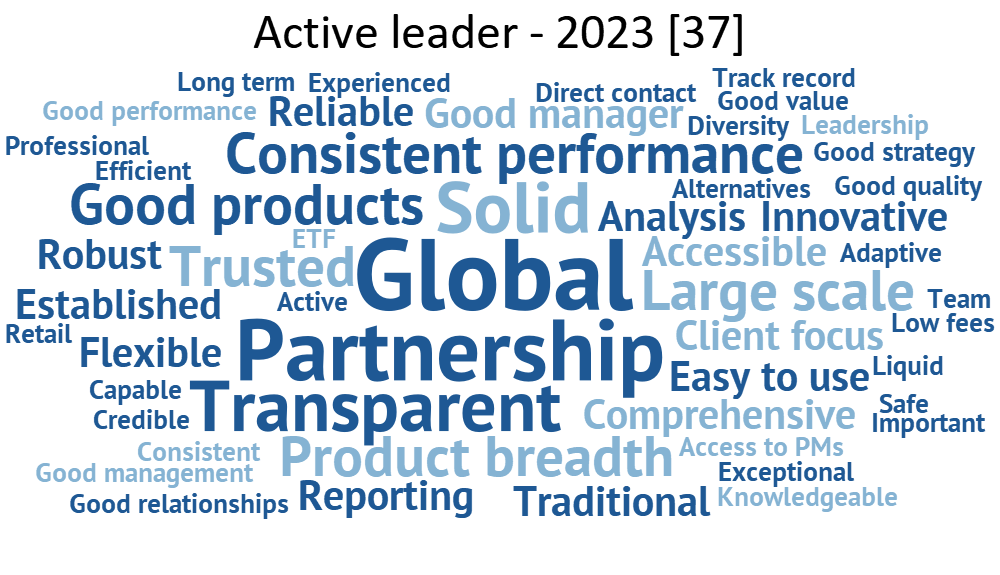 Active leader - 2023 [37]
Long term
Experienced
Track record
Direct contact
Good value
Good performance
Reliable
Good manager
Diversity
Leadership
Professional
Consistent performance
Good strategy
Efficient
Alternatives
Good quality
Good products
Solid
Analysis
Innovative
ETF
Robust
Trusted
Global
Accessible
Adaptive
Established
Active
Large scale
Team
Retail
Flexible
Partnership
Client focus
Low fees
Easy to use
Liquid
Capable
Transparent
Comprehensive
Safe
Credible
Important
Consistent
Product breadth
Access to PMs
Good management
Exceptional
Good relationships
Reporting
Traditional
Knowledgeable